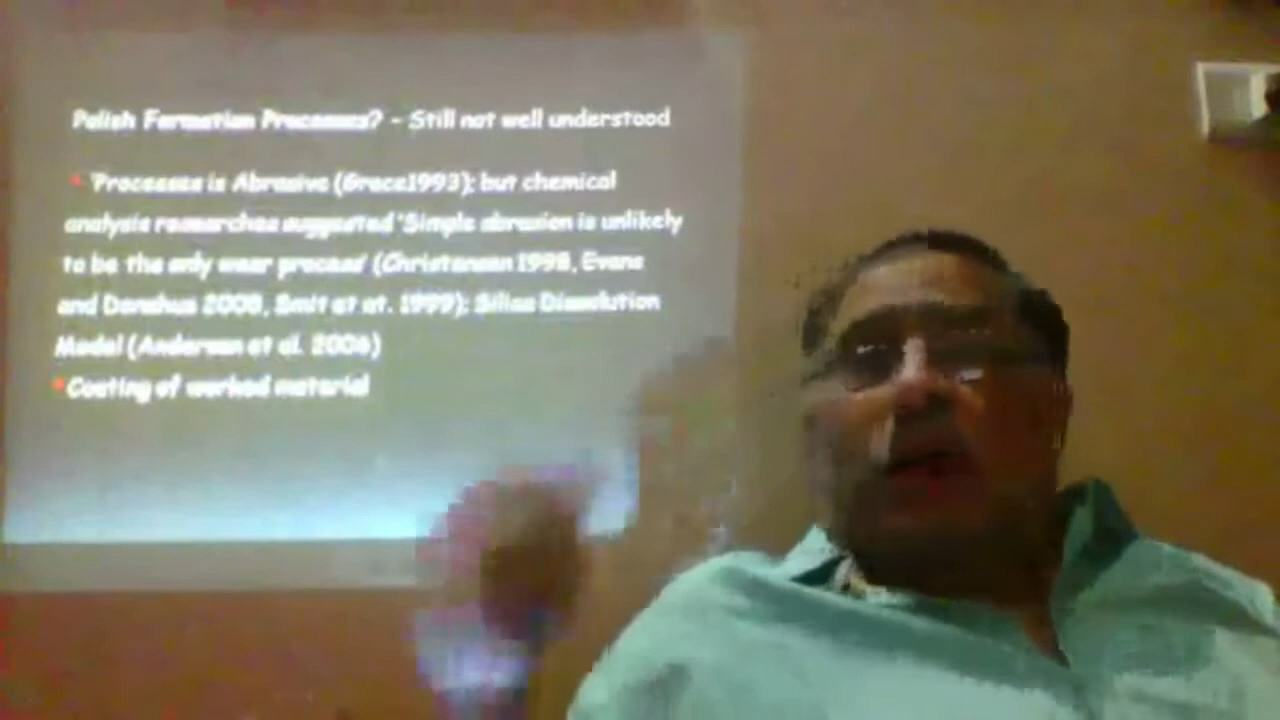 Polish Formation Processes? - Still not well understood
'Processes is Abrasive (Grace1993); but chemical
analysis researches suggested 'Simple abrasion is unlikely
to be the only wear process' (Christensen 1998, Evans
and Donahue 2005, Smit et at. 1999); Silica Dissolution
Model (Anderson et al. 2006)
Coating of worked material